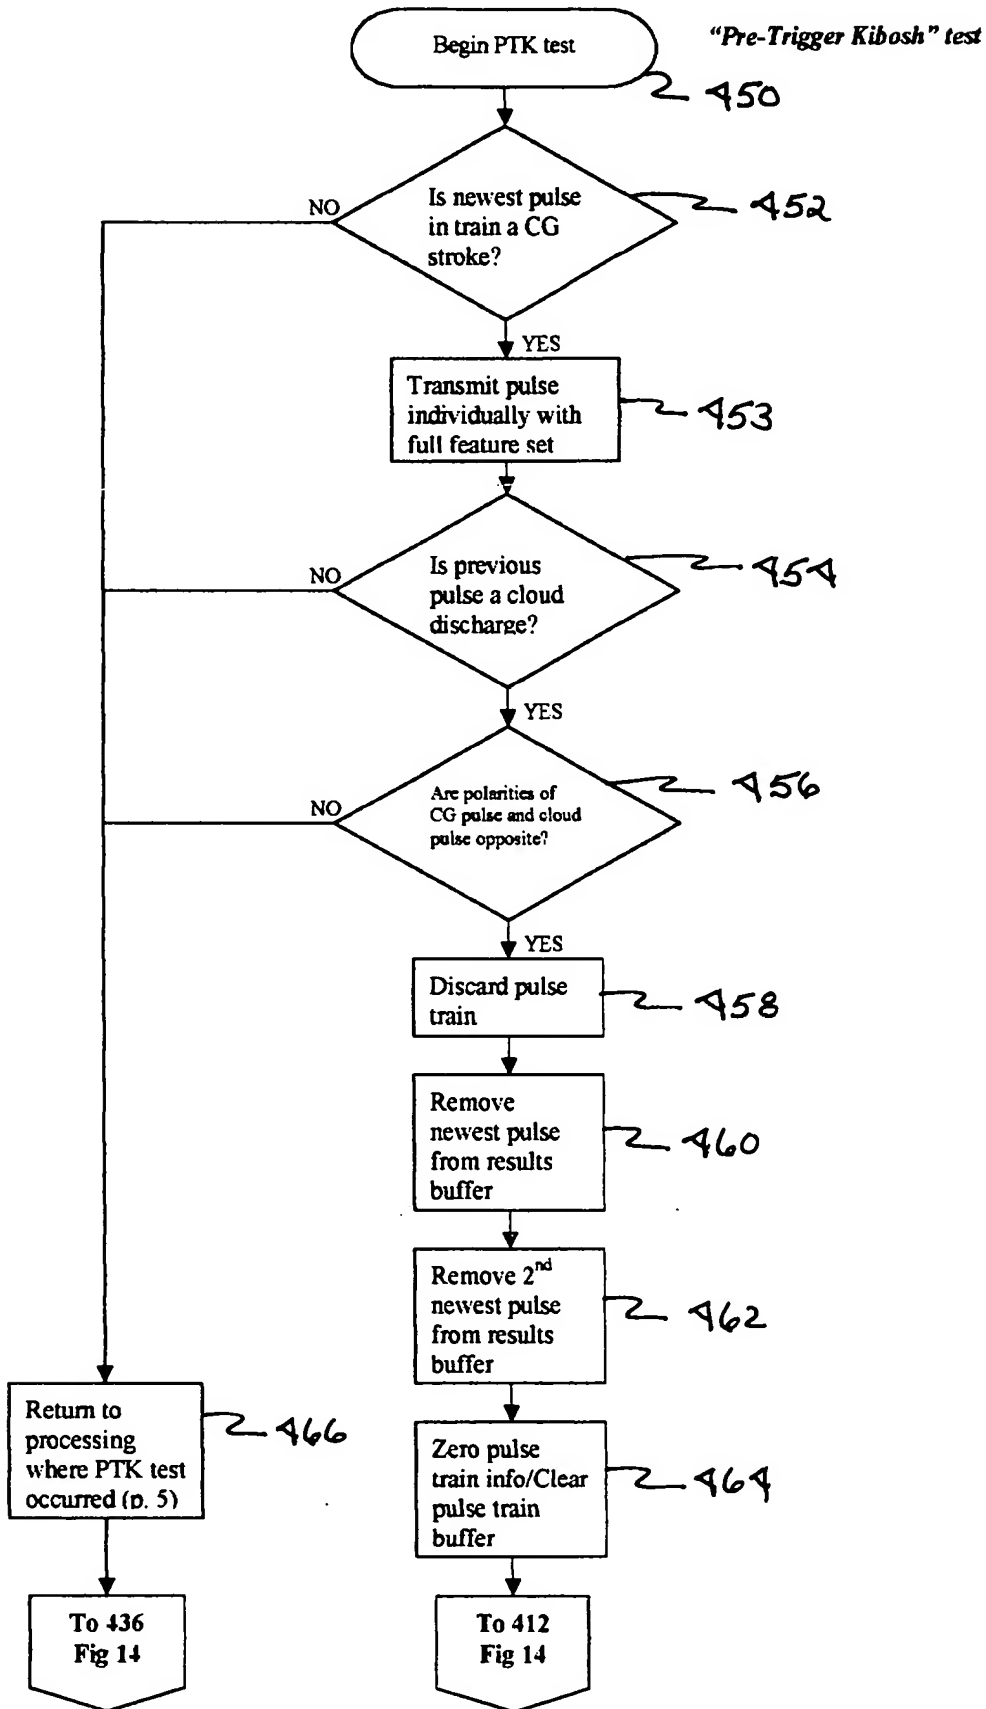 Begin PTK test
"Pre-Trigger Kibosh" test
450
Is newest pulse
in train a CG
stroke?
452
NO
YES
Transmit pulse
individually with
full feature set
453
Is previous
pulse a cloud
discharge?
454
NO
YES
Are polarities of
CG pulse and cloud
pulse opposite?
456
NO
YES
Discard pulse
train
458
Remove
newest pulse
from results
buffer
460
Remove 2nd
newest pulse
from results
buffer
462
Return to
processing
where PTK test
occurred (p. 5)
466
Zero pulse
train info/Clear
pulse train
buffer
464
To 436
Fig 14
To 412
Fig 14